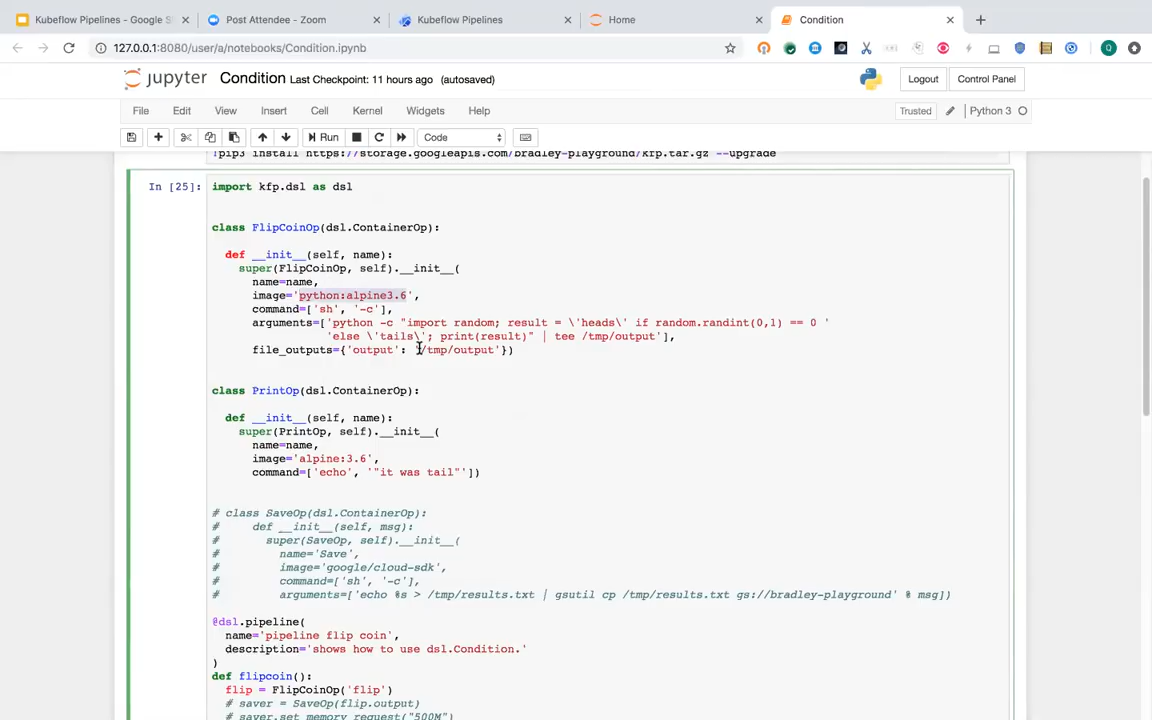 Kubeflow Pipelines - Google S
Post Attendee - Zoom
Kubeflow Pipelines
Home
Condition
127.0.0.1:8080/user/a/notebooks/Condition.ipynb
Q
jupyter Condition Last Checkpoint: 11 hours ago (autosaved)
Logout
Control Panel
File Edit View Insert Cell Kernel Widgets Help
Trusted
Python 3
Run
Code
!pip3 install https://storage.googleapis.com/bradley-playground/kfp.tar.gz --upgrade
In [25]:
import kfp.dsl as dsl
class FlipCoinOp(dsl.ContainerOp):
def __init__(self, name):
super(FlipCoinOp, self).__init__(
name=name,
image='python:alpine3.6',
command=['sh', '-c'],
arguments=['python -c "import random; result = \'heads\' if random.randint(0,1) == 0 '
'else \'tails\'; print(result)" | tee /tmp/output'],
file_outputs={'output': '/tmp/output'})
class PrintOp(dsl.ContainerOp):
def __init__(self, name):
super(PrintOp, self).__init__(
name=name,
image='alpine:3.6',
command=['echo', '"it was tail"'])
# class SaveOp(dsl.ContainerOp):
# def __init__(self, msg):
# super(SaveOp, self).__init__(
# name='Save',
# image='google/cloud-sdk',
# command=['sh', '-c'],
# arguments=['echo %s > /tmp/results.txt | gsutil cp /tmp/results.txt gs://bradley-playground' % msg])
@dsl.pipeline(
name='pipeline flip coin',
description='shows how to use dsl.Condition.'
)
def flipcoin():
flip = FlipCoinOp('flip')
# saver = SaveOp(flip.output)
# saver.set_memory_request("500M")